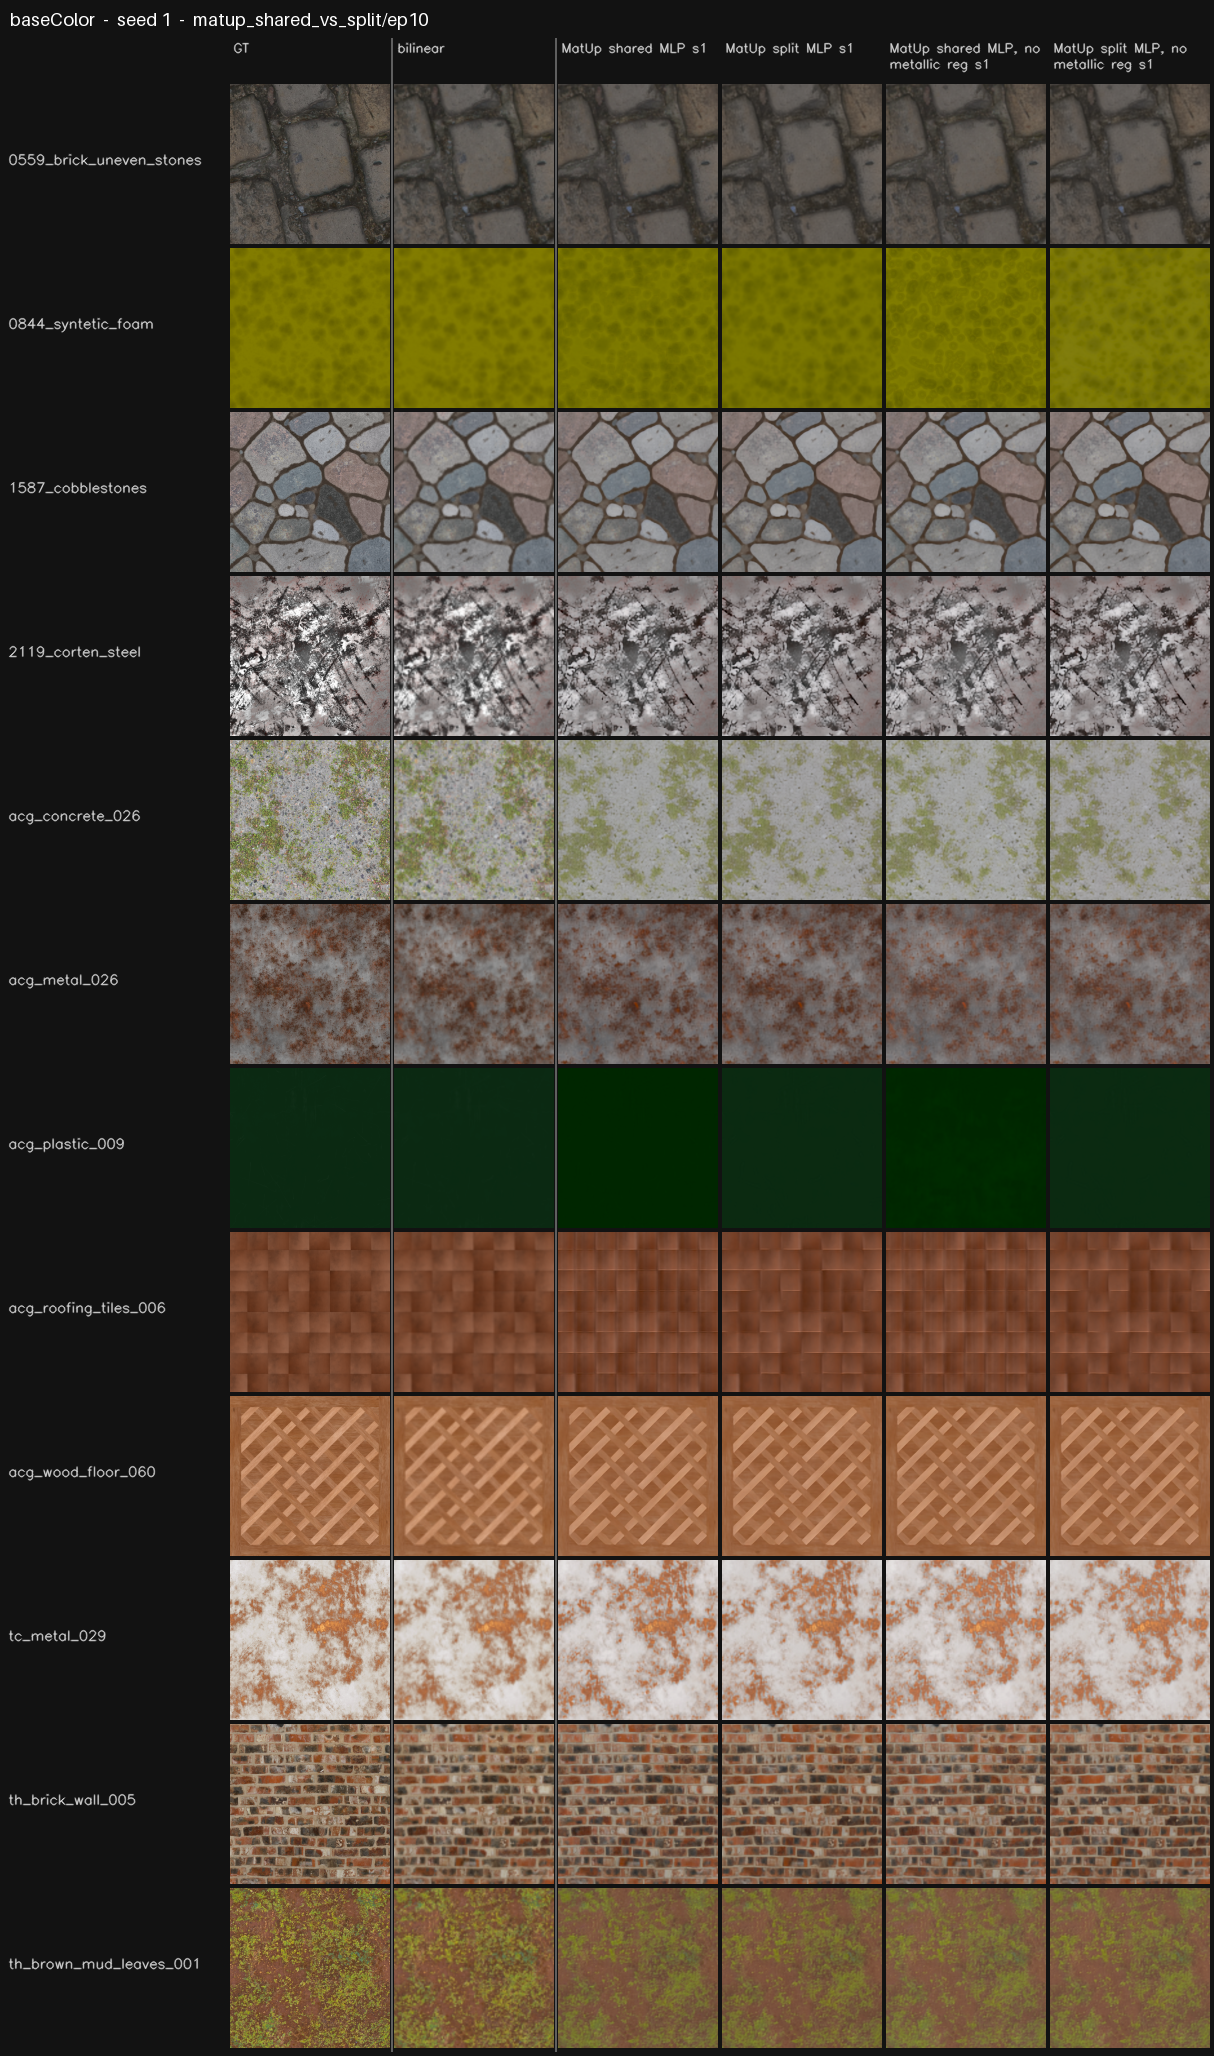 baseColor - seed 1 - matup_shared_vs_split/ep10
GT
bilinear
MatUp shared MLP s1
MatUp split MLP s1
MatUp shared MLP, no
metallic reg s1
MatUp split MLP, no
metallic reg s1
0559_brick_uneven_stones
0844_syntetic_foam
1587_cobblestones
2119_corten_steel
acg_concrete_026
acg_metal_026
acg_plastic_009
acg_roofing_tiles_006
acg_wood_floor_060
tc_metal_029
th_brick_wall_005
th_brown_mud_leaves_001